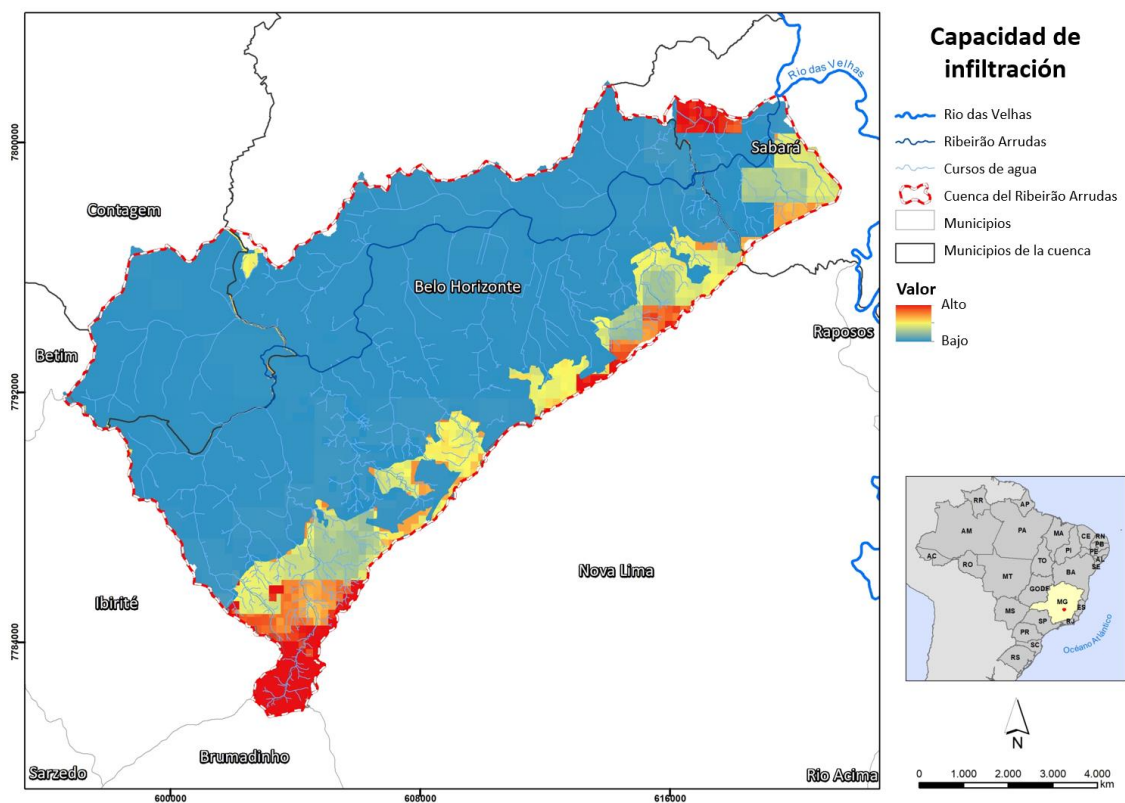 Capacidad de
infiltración
Rio das Velhas
Ribeirão Arrudas
Cursos de agua
Cuenca del Ribeirão Arrudas
Municipios
Municipios de la cuenca
Valor
Alto
Bajo
Rio das Velhas
Sabará
Contagem
Belo Horizonte
Raposos
Betim
Nova Lima
Ibirité
Brumadinho
Sarzedo
Rio Acima
7800000
7792000
7784000
600000
608000
616000
RR
AP
AM
PA
MA
CE
RN
PB
PE
AL
SE
PI
AC
RO
TO
BA
MT
GO
DF
MG
ES
MS
SP
RJ
PR
SC
RS
Océano Atlántico
N
0 1.000 2.000 3.000 4.000
km